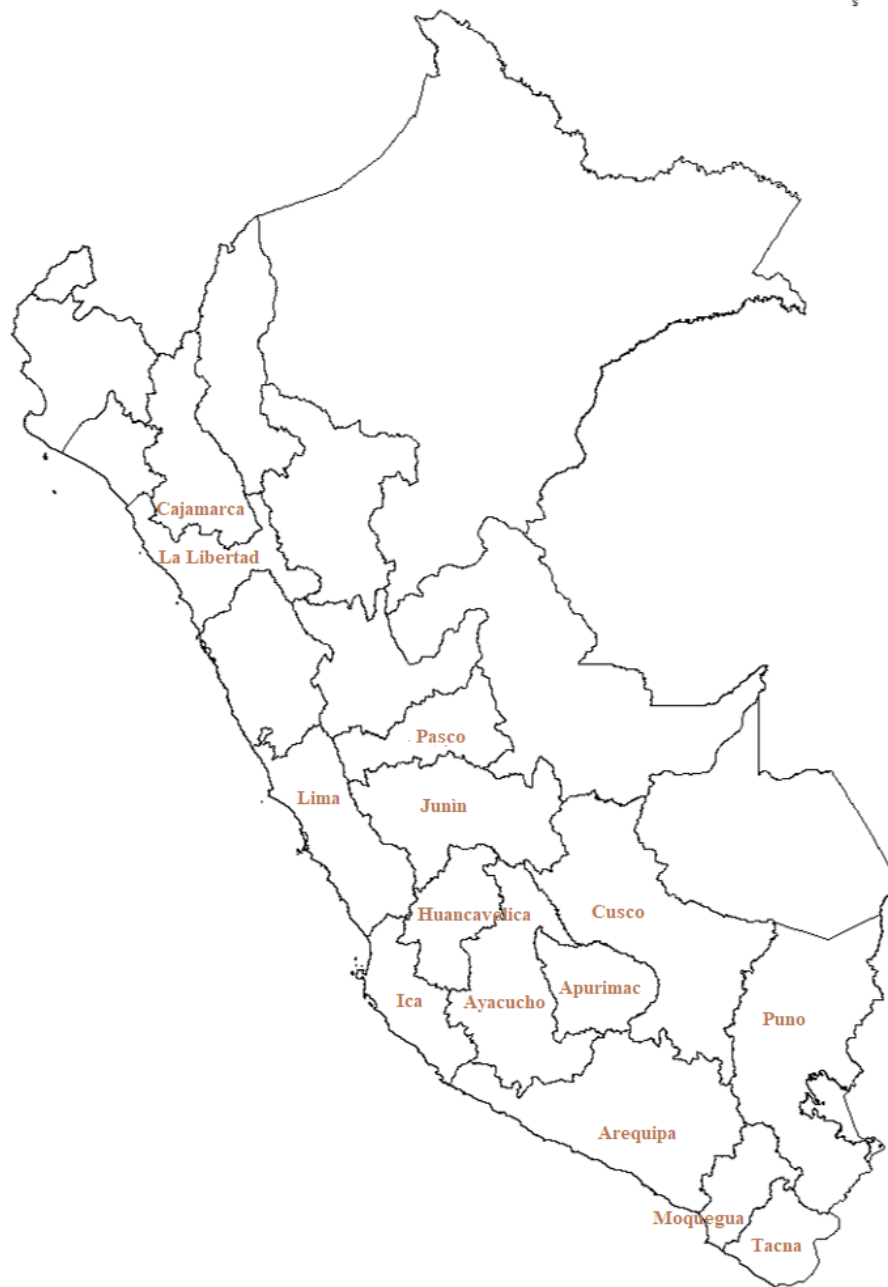 s
Cajamarca
La Libertad
Pasco
Lima
Junìn
Huancavelica
Cusco
Ica
Ayacucho
Apurimac
Puno
Arequipa
Moquegua
Tacna